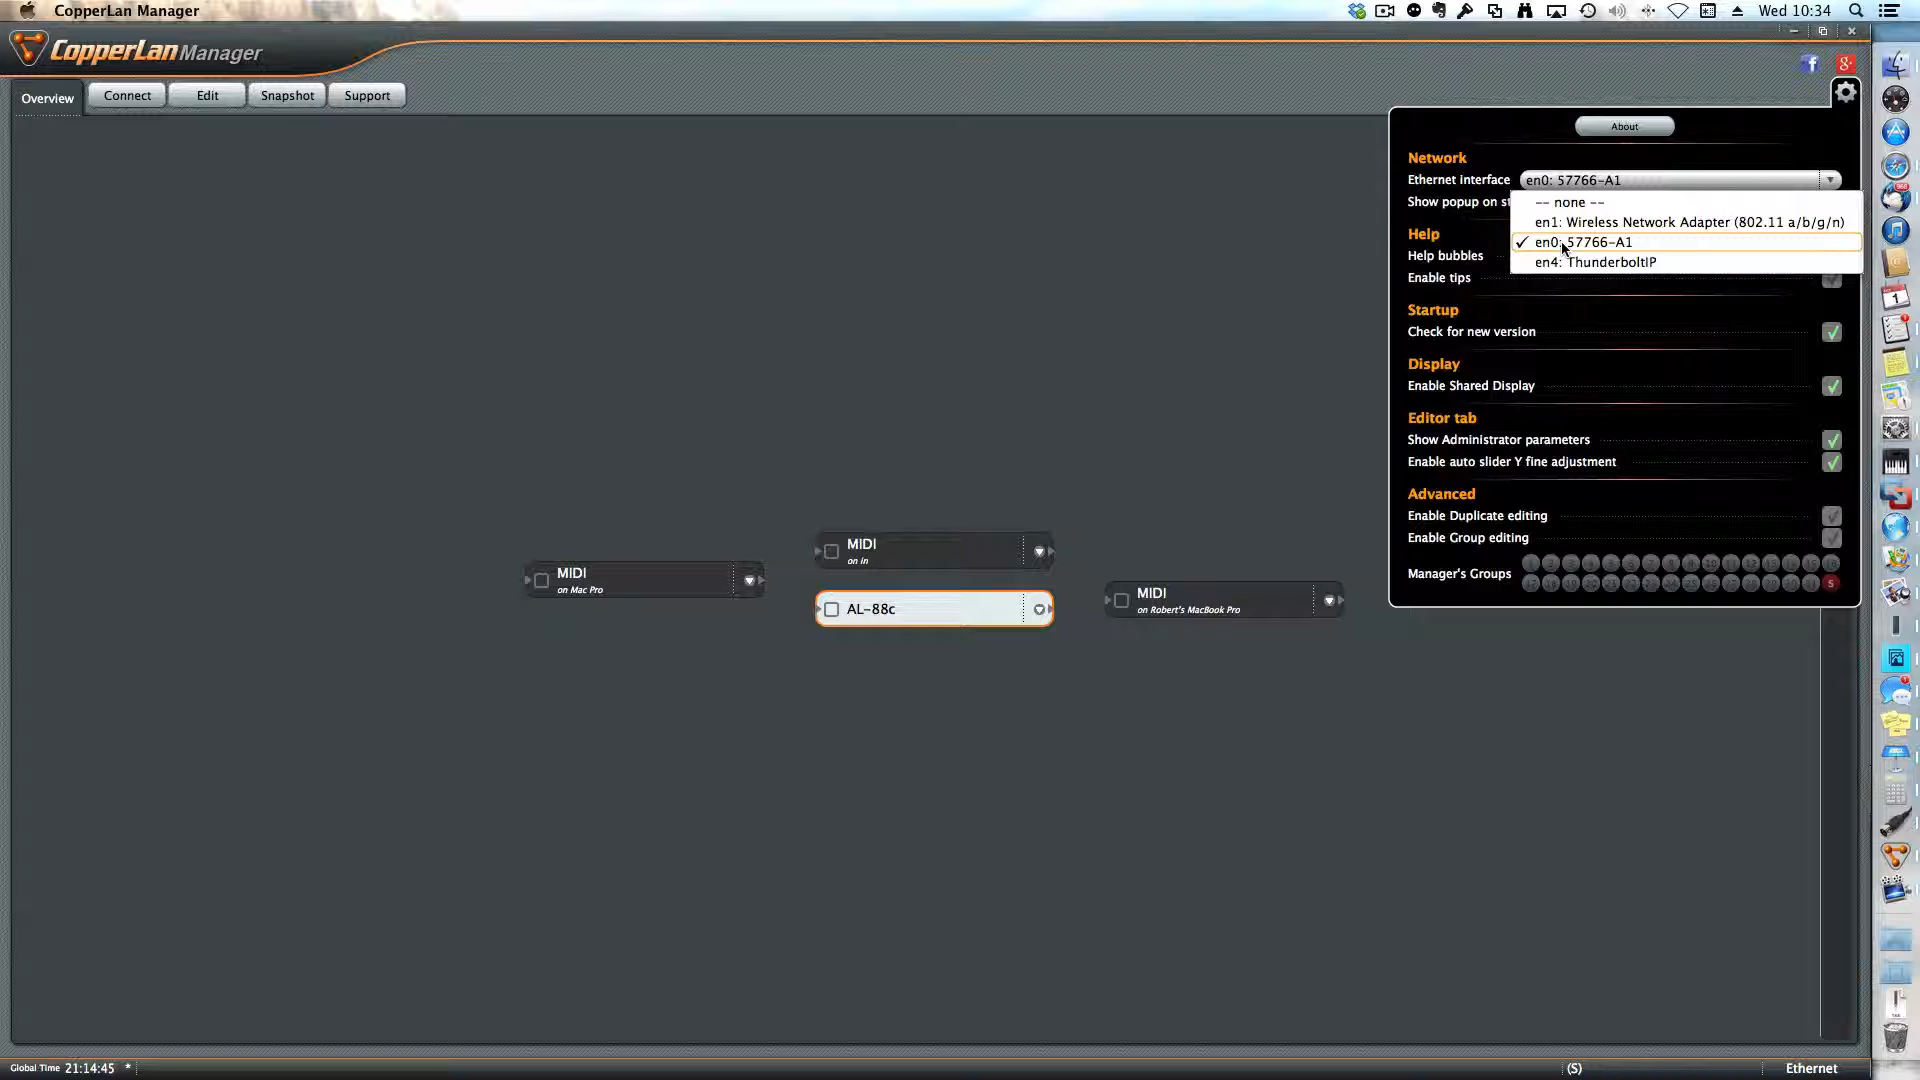 CopperLan Manager
Wed 10:34
CopperLan Manager
Overview
Connect
Edit
Snapshot
Support
About
Network
Ethernet interface
en0: 57766-A1
Show popup on st
-- none --
en1: Wireless Network Adapter (802.11 a/b/g/n)
en0: 57766-A1
en4: ThunderboltIP
Help
Help bubbles
Enable tips
Startup
Check for new version
Display
Enable Shared Display
Editor tab
Show Administrator parameters
Enable auto slider Y fine adjustment
Advanced
Enable Duplicate editing
Enable Group editing
Manager's Groups
MIDI
on Mac Pro
MIDI
on In
AL-88c
MIDI
on Robert's MacBook Pro
Global Time 21:14:45 *
(S)
Ethernet